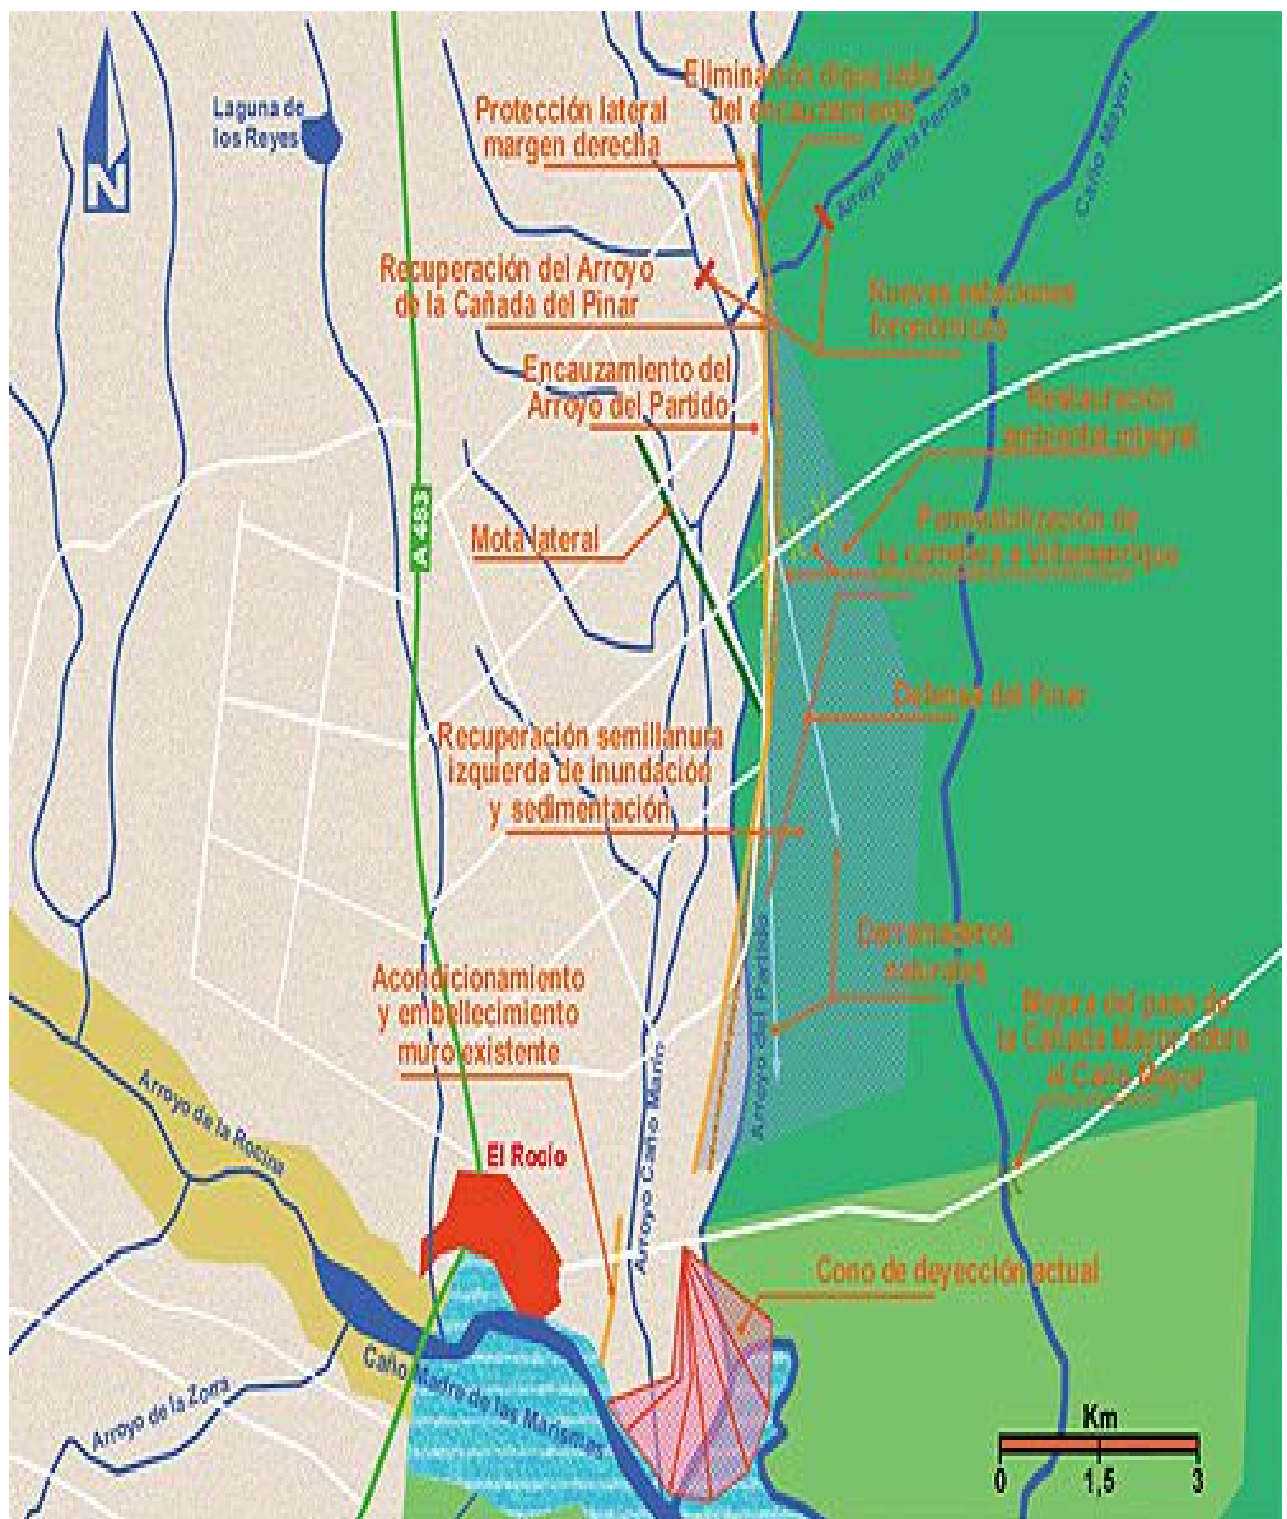 Eliminación dique izdo
del encauzamiento
Protección lateral
margen derecha
Laguna de
los Reyes
N
Arroyo de la Parrilla
Caño Mayor
Recuperación del Arroyo
de la Cañada del Pinar
Nuevas estaciones
foronómicas
Encauzamiento del
Arroyo del Partido
Restauración
ambiental integral
A 483
Mota lateral
Permeabilización de
la carretera a Villamanrique
Defensa del Pinar
Recuperación semillanura
izquierda de inundación
y sedimentación
Derramaderos
naturales
Arroyo del Partido
Acondicionamiento
y embellecimiento
muro existente
Mejora del paso de
la Cañada Mayor sobre
el Caño Mayor
Arroyo de la Rocina
Arroyo Caño Marín
El Rocio
Cono de deyección actual
Caño Madre de las Marismas
Arroyo de la Zorra
Km
0 1,5 3